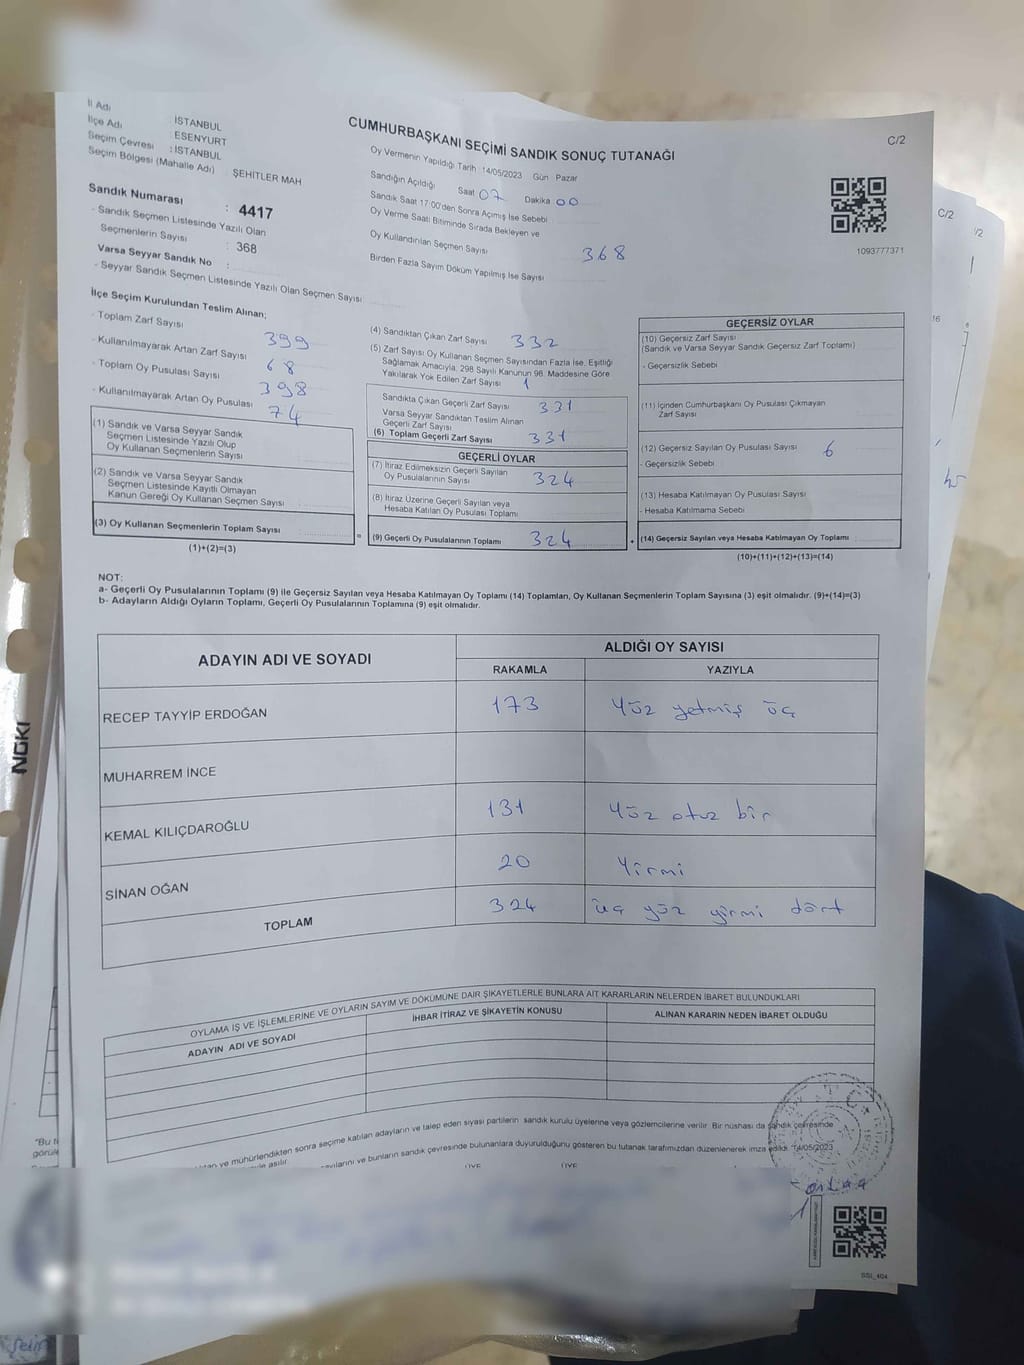 İl Adı : İSTANBUL
İlçe Adı : ESENYURT
Seçim Çevresi : İSTANBUL
Seçim Bölgesi (Mahalle Adı) ŞEHİTLER MAH
Sandık Numarası : 4417
- Sandık Seçmen Listesinde Yazılı Olan
Seçmenlerin Sayısı : 368
Varsa Seyyar Sandık No :
- Seyyar Sandık Seçmen Listesinde Yazılı Olan Seçmen Sayısı
CUMHURBAŞKANI SEÇİMİ SANDIK SONUÇ TUTANAĞI
C/2
Oy Vermenin Yapıldığı Tarih : 14/05/2023 Gün Pazar
Sandığın Açıldığı Saat 07 Dakika 00
Sandık Saat 17:00'den Sonra Açımış İse Sebebi
Oy Verme Saati Bitiminde Sırada Bekleyen ve
Oy Kullandırılan Seçmen Sayısı 368
Birden Fazla Sayım Döküm Yapılmış İse Sayısı
1093777371
İlçe Seçim Kurulundan Teslim Alınan;
- Toplam Zarf Sayısı 399
- Kullanılmayarak Artan Zarf Sayısı 68
- Toplam Oy Pusulası Sayısı 398
- Kullanılmayarak Artan Oy Pusulası 74
(1) Sandık ve Varsa Seyyar Sandık
Seçmen Listesinde Yazılı Olup
Oy Kullanan Seçmenlerin Sayısı
(2) Sandık ve Varsa Seyyar Sandık
Seçmen Listesinde Kayıtlı Olmayan
Kanun Gereği Oy Kullanan Seçmen Sayısı
(3) Oy Kullanan Seçmenlerin Toplam Sayısı
(1)+(2)=(3)
(4) Sandıktan Çıkan Zarf Sayısı 332
(5) Zarf Sayısı Oy Kullanan Seçmen Sayısından Fazla İse, Eşitliği
Sağlamak Amacıyla, 298 Sayılı Kanunun 98. Maddesine Göre
Yakılarak Yok Edilen Zarf Sayısı 1
Sandıkta Çıkan Geçerli Zarf Sayısı 331
Varsa Seyyar Sandıktan Teslim Alınan
Geçerli Zarf Sayısı
(6) Toplam Geçerli Zarf Sayısı 331
GEÇERLİ OYLAR
(7) İtiraz Edilmeksizin Geçerli Sayılan
Oy Pusulalarının Sayısı 324
(8) İtiraz Üzerine Geçerli Sayılan veya
Hesaba Katılan Oy Pusulası Toplamı
(9) Geçerli Oy Pusulalarının Toplamı 324
GEÇERSİZ OYLAR
(10) Geçersiz Zarf Sayısı
(Sandık ve Varsa Seyyar Sandık Geçersiz Zarf Toplamı)
- Geçersizlik Sebebi
(11) İçinden Cumhurbaşkanı Oy Pusulası Çıkmayan
Zarf Sayısı
(12) Geçersiz Sayılan Oy Pusulası Sayısı 6
- Geçersizlik Sebebi
(13) Hesaba Katılmayan Oy Pusulası Sayısı
- Hesaba Katılmama Sebebi
(14) Geçersiz Sayılan veya Hesaba Katılmayan Oy Toplamı
(10)+(11)+(12)+(13)=(14)
NOT:
a- Geçerli Oy Pusulalarının Toplamı (9) ile Geçersiz Sayılan veya Hesaba Katılmayan Oy Toplamı (14) Toplamları, Oy Kullanan Seçmenlerin Toplam Sayısına (3) eşit olmalıdır. (9)+(14)=(3)
b- Adayların Aldığı Oyların Toplamı, Geçerli Oy Pusulalarının Toplamına (9) eşit olmalıdır.
ADAYIN ADI VE SOYADI ALDIĞI OY SAYISI
RAKAMLA YAZIYLA
RECEP TAYYİP ERDOĞAN 173 Yüz yetmiş üç
MUHARREM İNCE
KEMAL KILIÇDAROĞLU 131 Yüz otuz bir
SİNAN OĞAN 20 Yirmi
TOPLAM 324 üç yüz yirmi dört
OYLAMA İŞ VE İŞLEMLERİNE VE OYLARIN SAYIM VE DÖKÜMÜNE DAİR ŞİKAYETLERLE BUNLARA AİT KARARLARIN NELERDEN İBARET BULUNDUKLARI
ADAYIN ADI VE SOYADI İHBAR İTİRAZ VE ŞİKAYETİN KONUSU ALINAN KARARIN NEDEN İBARET OLDUĞU
ve mühürlendikten sonra seçime katılan adayların ve talep eden siyasi partilerin sandık kurulu üyelerine veya gözlemcilerine verilir. Bir nüshası da sandık çevresinde
asılır. ve bunların sandık çevresinde bulunanlara duyurulduğunu gösteren bu tutanak tarafımızdan düzenlenerek imza edildi. 14/05/2023
ÜYE ÜYE
SSI_404
C/2
/2